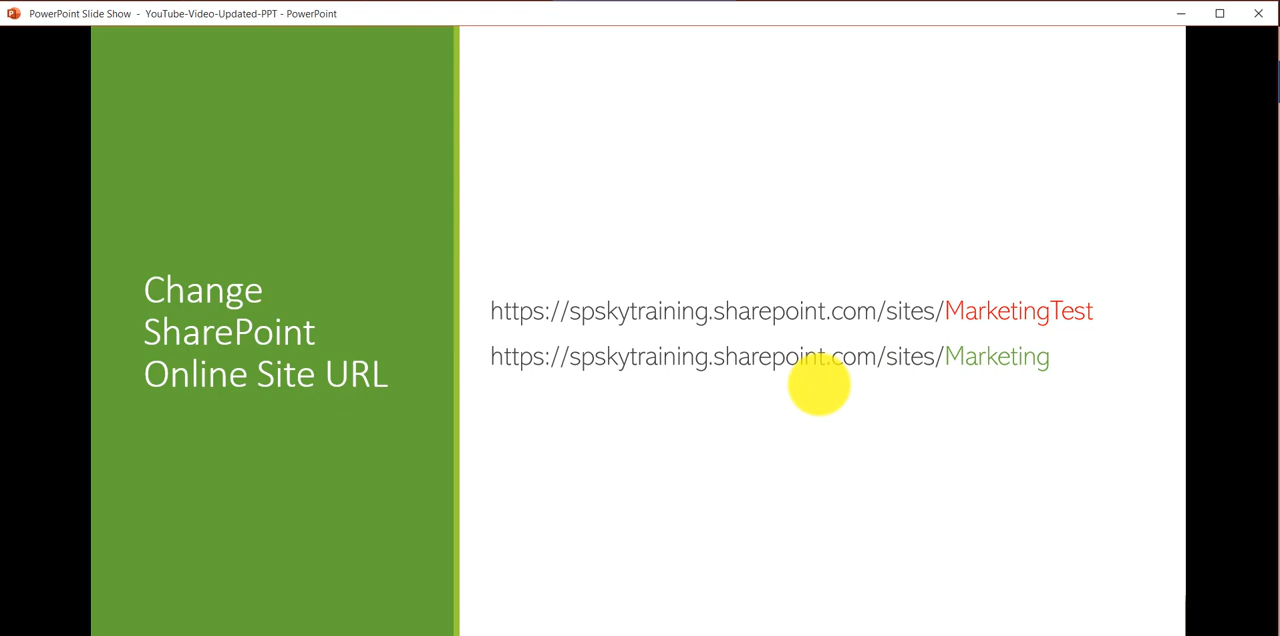 PowerPoint Slide Show - YouTube-Video-Updated-PPT - PowerPoint
Change
SharePoint
Online Site URL
https://spskytraining.sharepoint.com/sites/MarketingTest
https://spskytraining.sharepoint.com/sites/Marketing